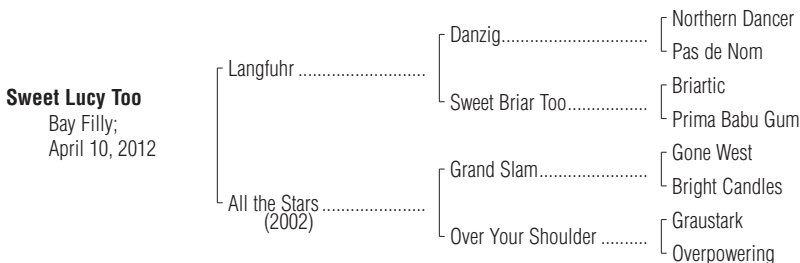 Sweet Lucy Too
Bay Filly;
April 10, 2012
Langfuhr ..........................
All the Stars .....................
(2002)
Danzig..............................
Sweet Briar Too................
Grand Slam......................
Over Your Shoulder ..........
Northern Dancer
Pas de Nom
Briartic
Prima Babu Gum
Gone West
Bright Candles
Graustark
Overpowering